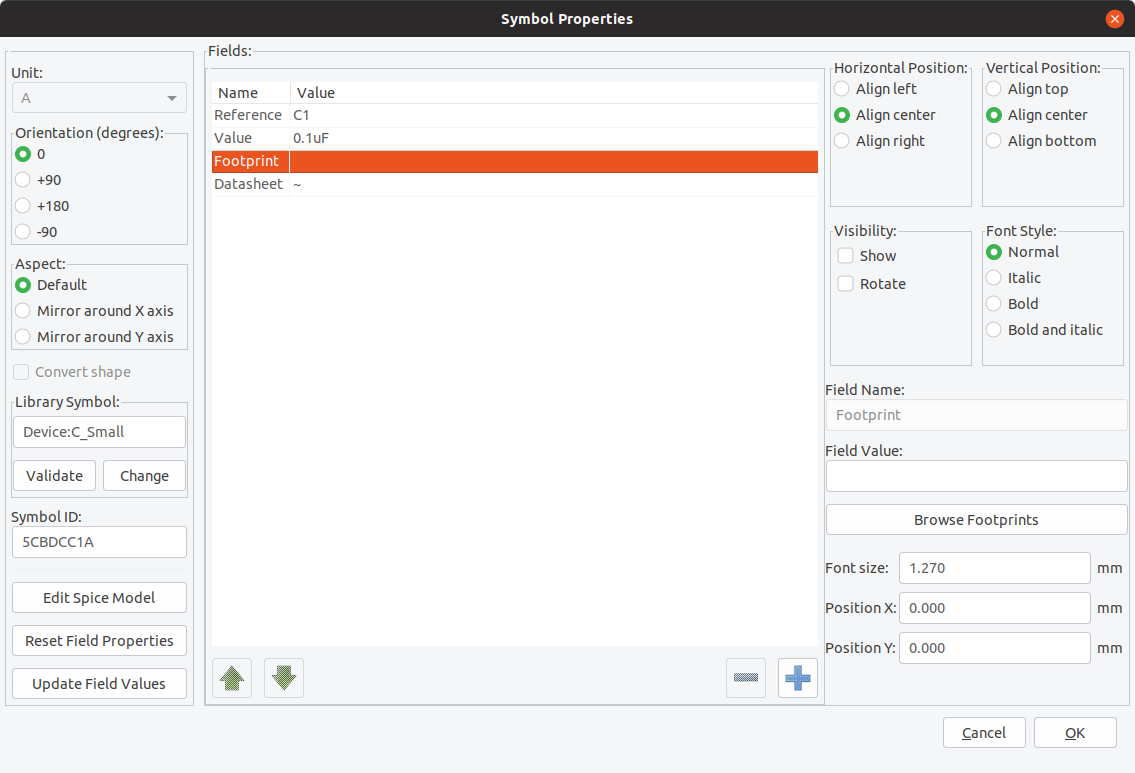 Symbol Properties
Unit:
A
Orientation (degrees):
0
+90
+180
-90
Aspect:
Default
Mirror around X axis
Mirror around Y axis
Convert shape
Library Symbol:
Device:C_Small
Validate Change
Symbol ID:
5CBDCC1A
Edit Spice Model
Reset Field Properties
Update Field Values
Fields:
Name Value
Reference C1
Value 0.1uF
Footprint
Datasheet ~
Horizontal Position:
Align left
Align center
Align right
Vertical Position:
Align top
Align center
Align bottom
Visibility:
Show
Rotate
Font Style:
Normal
Italic
Bold
Bold and italic
Field Name:
Footprint
Field Value:
Browse Footprints
Font size: 1.270 mm
Position X: 0.000 mm
Position Y: 0.000 mm
Cancel OK